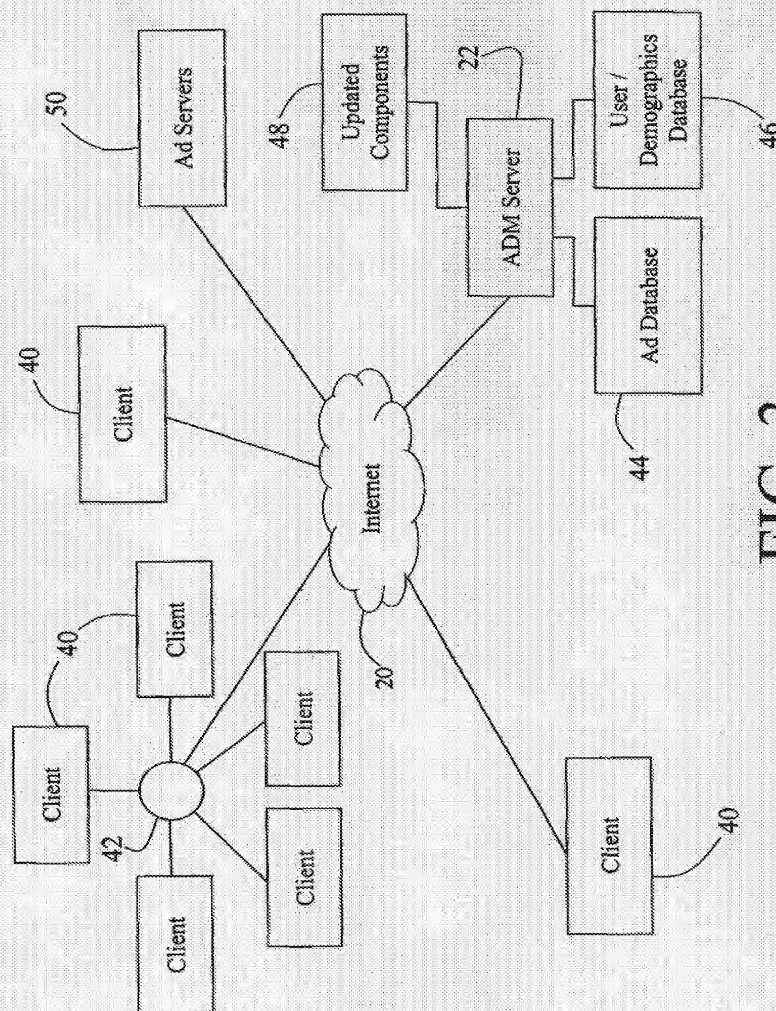 40
Client
40
Client
50
Client
42
Client
Client
Ad Servers
Client
Client
48
Updated
Components
Internet
20
22
ADM Server
Client
40
Ad Database
44
User /
Demographics
Database
46
FIG.